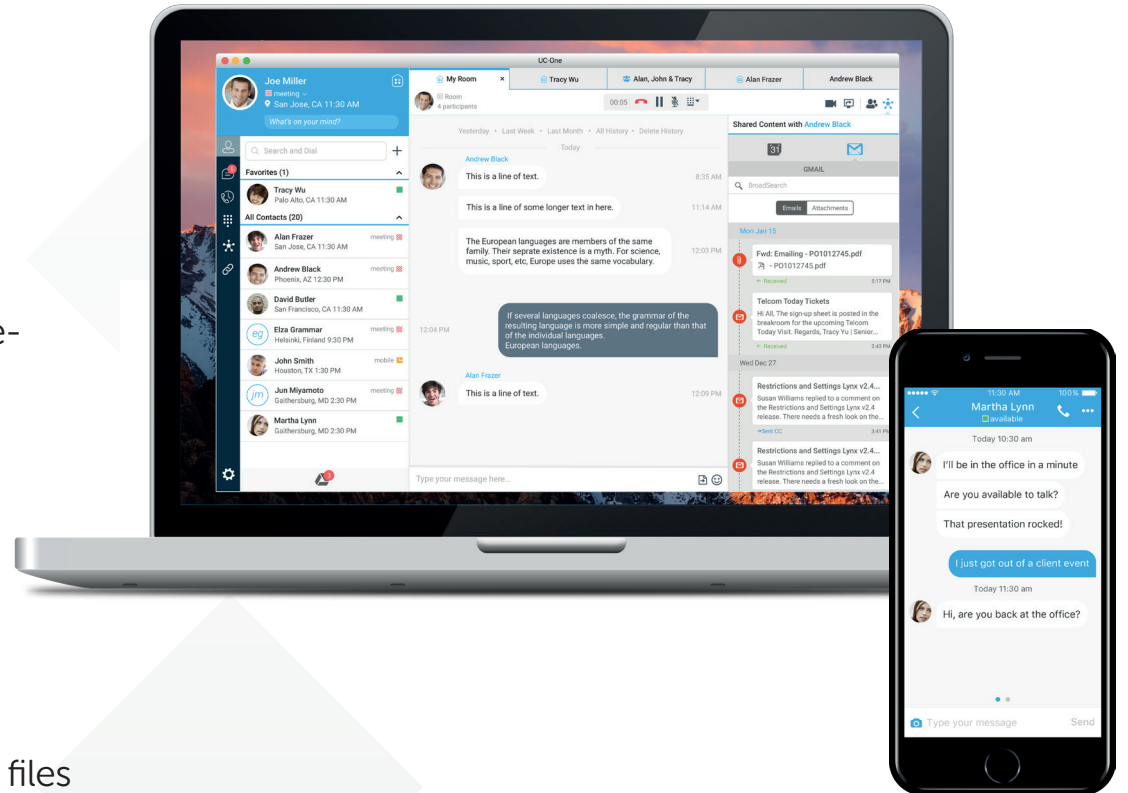 e-
files
UC-One
Joe Miller
meeting
San Jose, CA 11:30 AM
What's on your mind?
Search and Dial
1
Favorites (1)
Tracy Wu
Palo Alto, CA 11:30 AM
All Contacts (20)
Alan Frazer
meeting
San Jose, CA 11:30 AM
Andrew Black
meeting
Phoenix, AZ 12:30 PM
David Butler
San Francisco, CA 11:30 AM
eg
Elza Grammar
meeting
Helsinki, Finland 9:30 PM
John Smith
mobile
Houston, TX 1:30 PM
jm
Jun Miyamoto
meeting
Gaithersburg, MD 2:30 PM
Martha Lynn
Gaithersburg, MD 2:30 PM
3
My Room ×
Tracy Wu
Alan, John & Tracy
Alan Frazer
Andrew Black
Room
4 participants
00:05
Yesterday • Last Week • Last Month • All History • Delete History
Today
Andrew Black
This is a line of text.
8:35 AM
This is a line of some longer text in here.
11:14 AM
The European languages are members of the same
family. Their seprate existence is a myth. For science,
music, sport, etc, Europe uses the same vocabulary.
12:03 PM
If several languages coalesce, the grammar of the
resulting language is more simple and regular than that
of the individual languages.
European languages.
12:04 PM
Alan Frazer
This is a line of text.
12:09 PM
Type your message here...
Shared Content with Andrew Black
31
GMAIL
BroadSearch
Emails
Attachments
Mon Jan 15
Fwd: Emailing - PO1012745.pdf
- PO1012745.pdf
Received
5:17 PM
Telcom Today Tickets
Hi All, The sign-up sheet is posted in the
breakroom for the upcoming Telcom
Today Visit. Regards, Tracy Yu | Senior...
Received
2:43 PM
Wed Dec 27
Restrictions and Settings Lynx v2.4...
Susan Williams replied to a comment on
the Restrictions and Settings Lynx v2.4
release. There needs a fresh look on the...
Sent CC
3:41 PM
Restrictions and Settings Lynx v2.4...
Susan Williams replied to a comment on
the Restrictions and Settings Lynx v2.4
release. There needs a fresh look on the...
11:30 AM
100%
Martha Lynn
available
Today 10:30 am
I'll be in the office in a minute
Are you available to talk?
That presentation rocked!
I just got out of a client event
Today 11:30 am
Hi, are you back at the office?
Type your message
Send